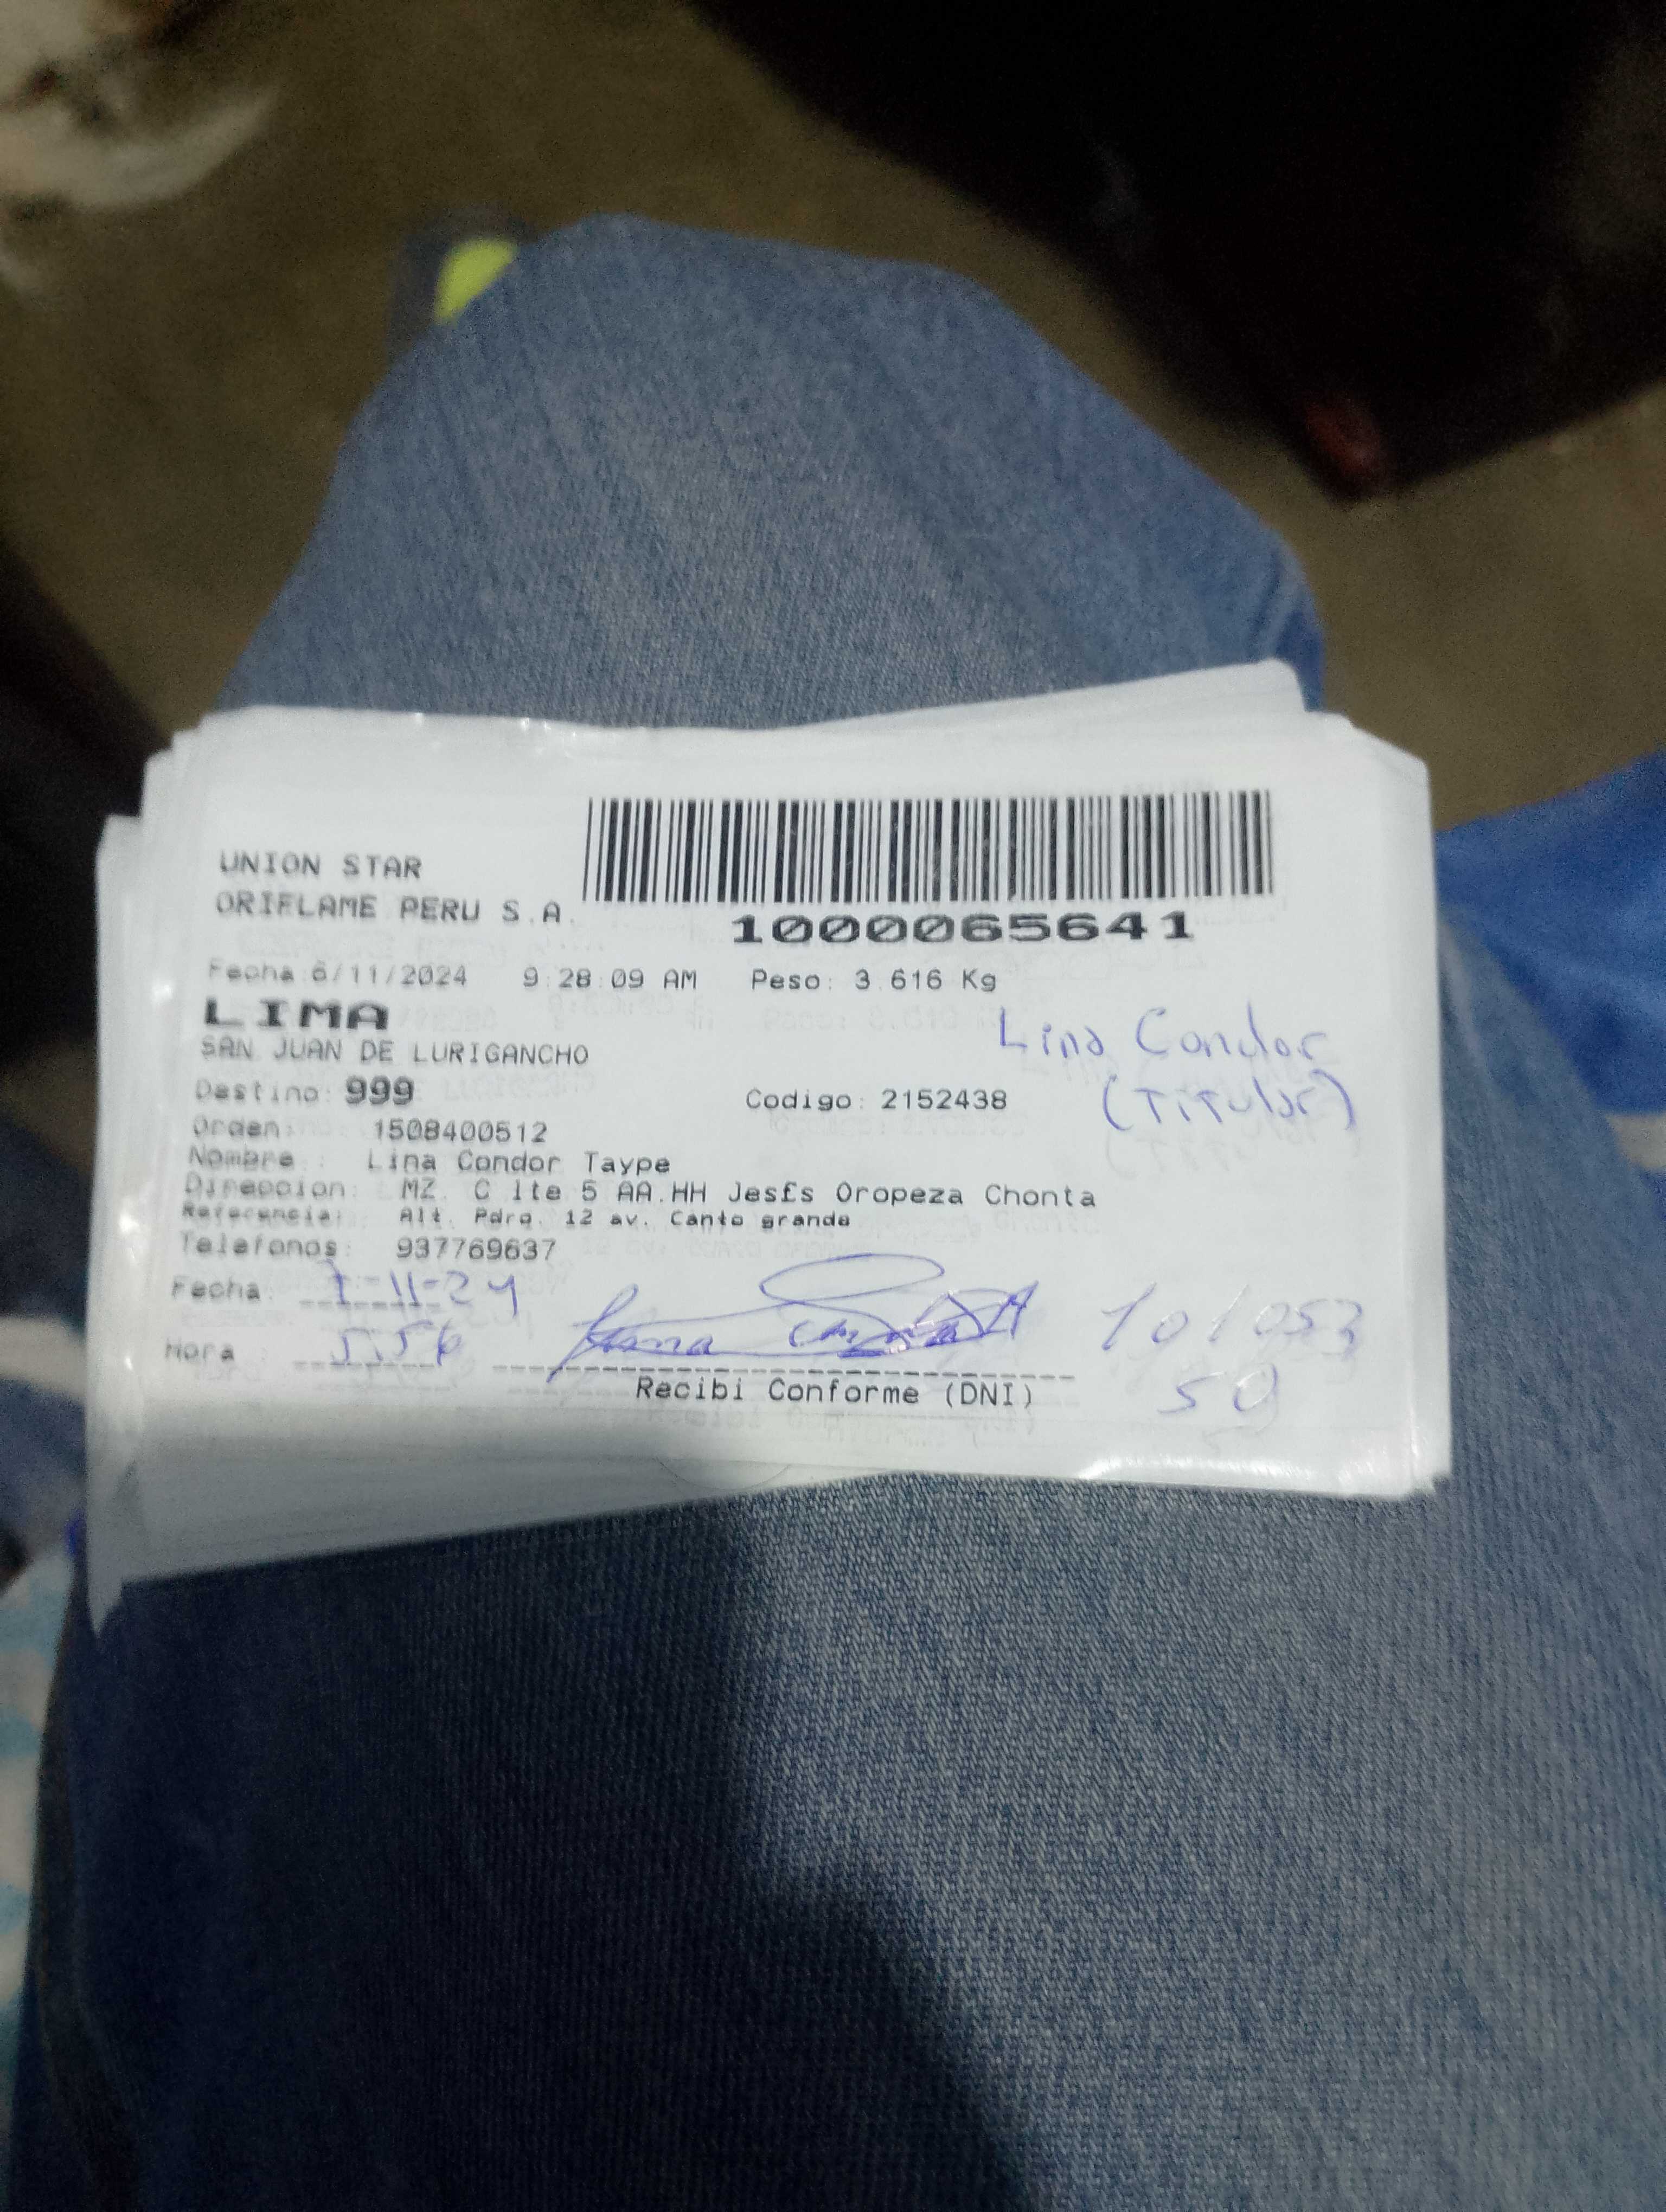 UNION STAR
ORIFLAME PERU S.A.
1000065641
Fecha:6/11/2024 9:28:09 AM Peso: 3.616 Kg
LIMA
SAN JUAN DE LURIGANCHO
Lina Condor
(Titular)
Destino: 999 Codigo: 2152438
Orden: 1508400512
Nombre : Lina Condor Taype
Direccion: MZ. C lte 5 AA.HH Jes£s Oropeza Chonta
Referencia: Alt. Pdro. 12 av. Canto grande
Telefonos: 937769637
Fecha: 7-11-24
Hora 5:56
Recibi Conforme (DNI)